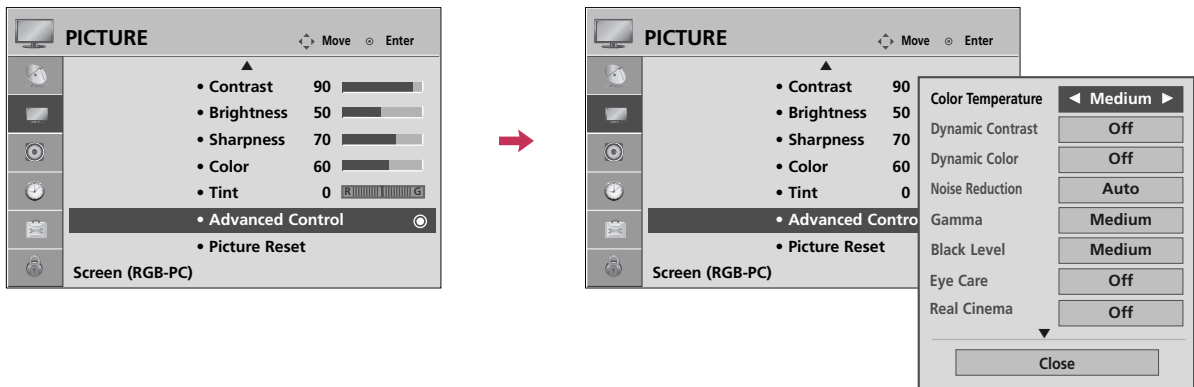 PICTURE
Move ⊙ Enter
▲
• Contrast 90
• Brightness 50
• Sharpness 70
• Color 60
• Tint 0 R G
• Advanced Control
• Picture Reset
Screen (RGB-PC)
PICTURE
Move ⊙ Enter
▲
• Contrast 90
• Brightness 50
• Sharpness 70
• Color 60
• Tint 0
• Advanced Contro
• Picture Reset
Screen (RGB-PC)
Color Temperature ◀ Medium ▶
Dynamic Contrast Off
Dynamic Color Off
Noise Reduction Auto
Gamma Medium
Black Level Medium
Eye Care Off
Real Cinema Off
▼
Close